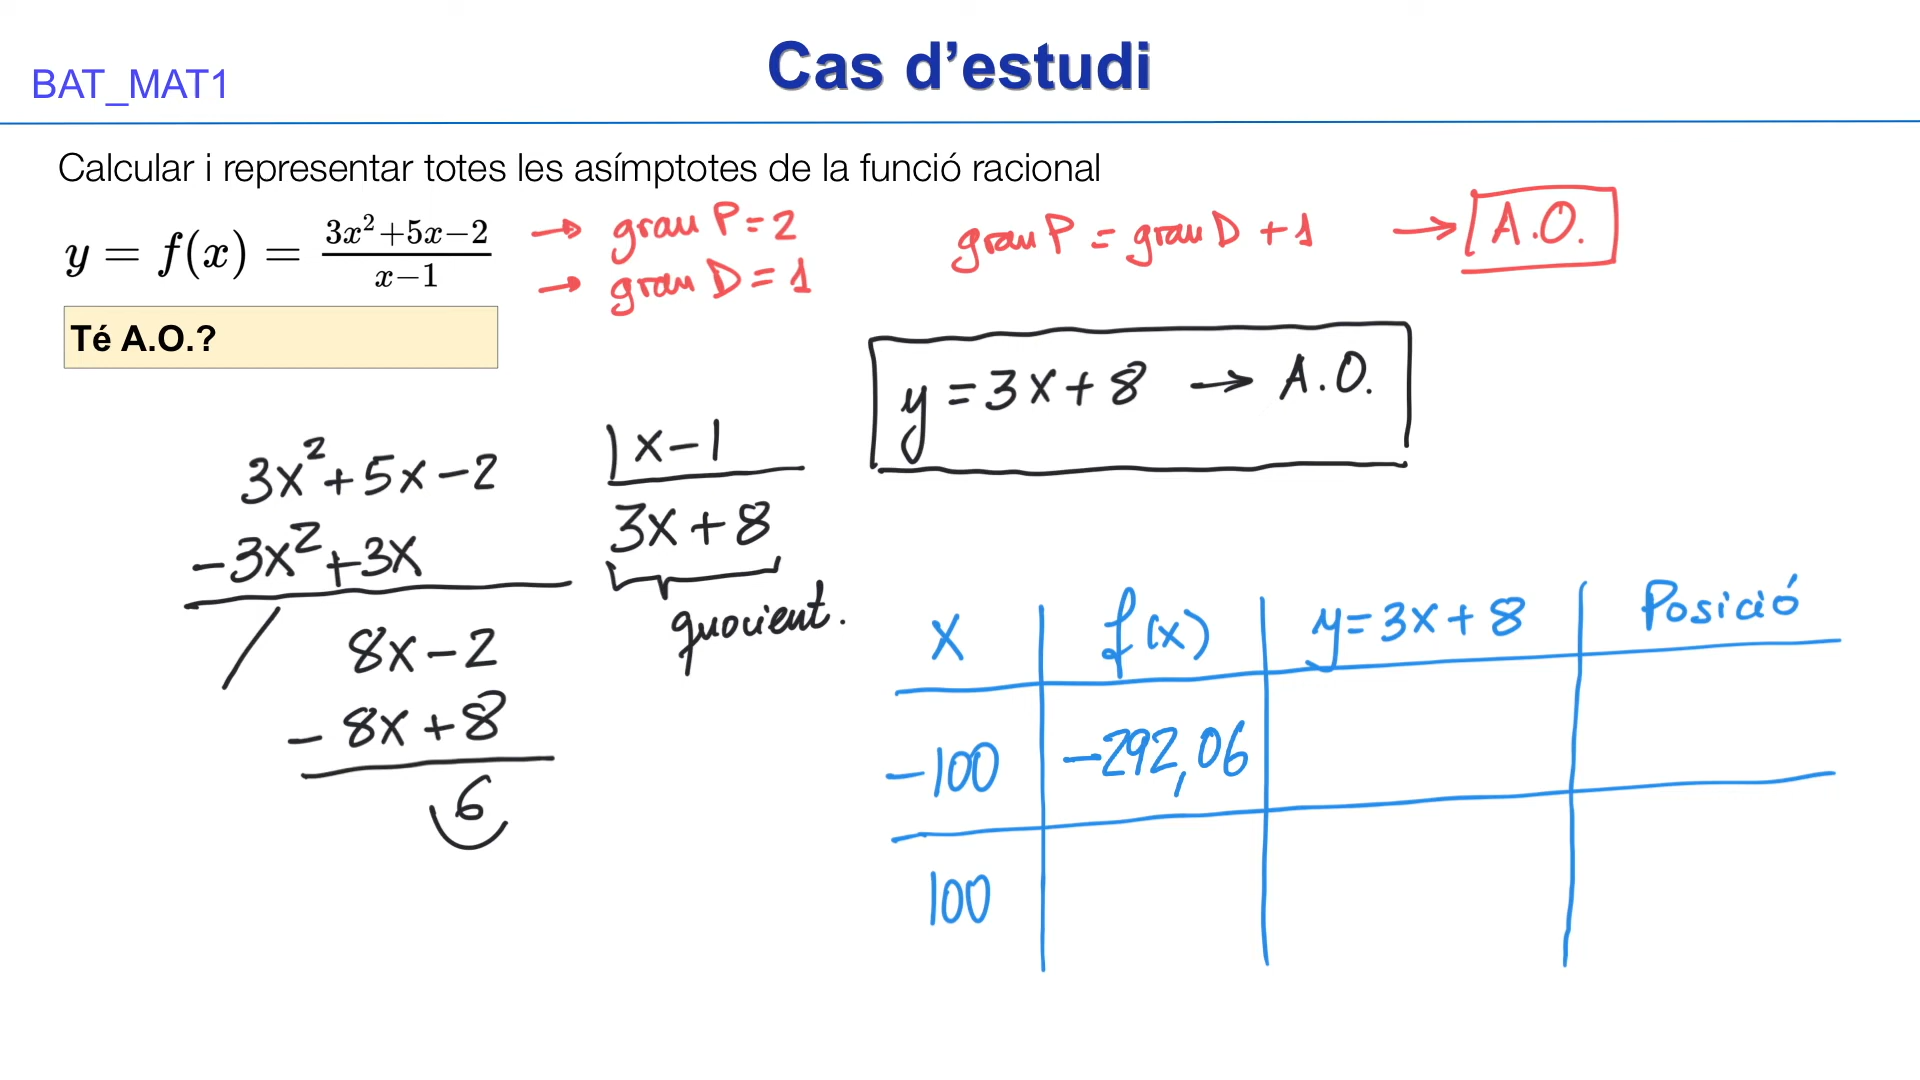 BAT_MAT1
Cas d’estudi
Calcular i representar totes les asímptotes de la funció racional
y = f(x) = 3x²+5x−2 / x−1
→ grau P = 2
→ grau D = 1
grau P = grau D + 1 → A.O.
Té A.O.?
y = 3x + 8 → A.O.
3x² + 5x − 2 | x − 1
− 3x² + 3x
3x + 8
quocient.
/ 8x − 2
− 8x + 8
6
x | f(x) | y = 3x + 8 | Posició
−100 | −292,06
100